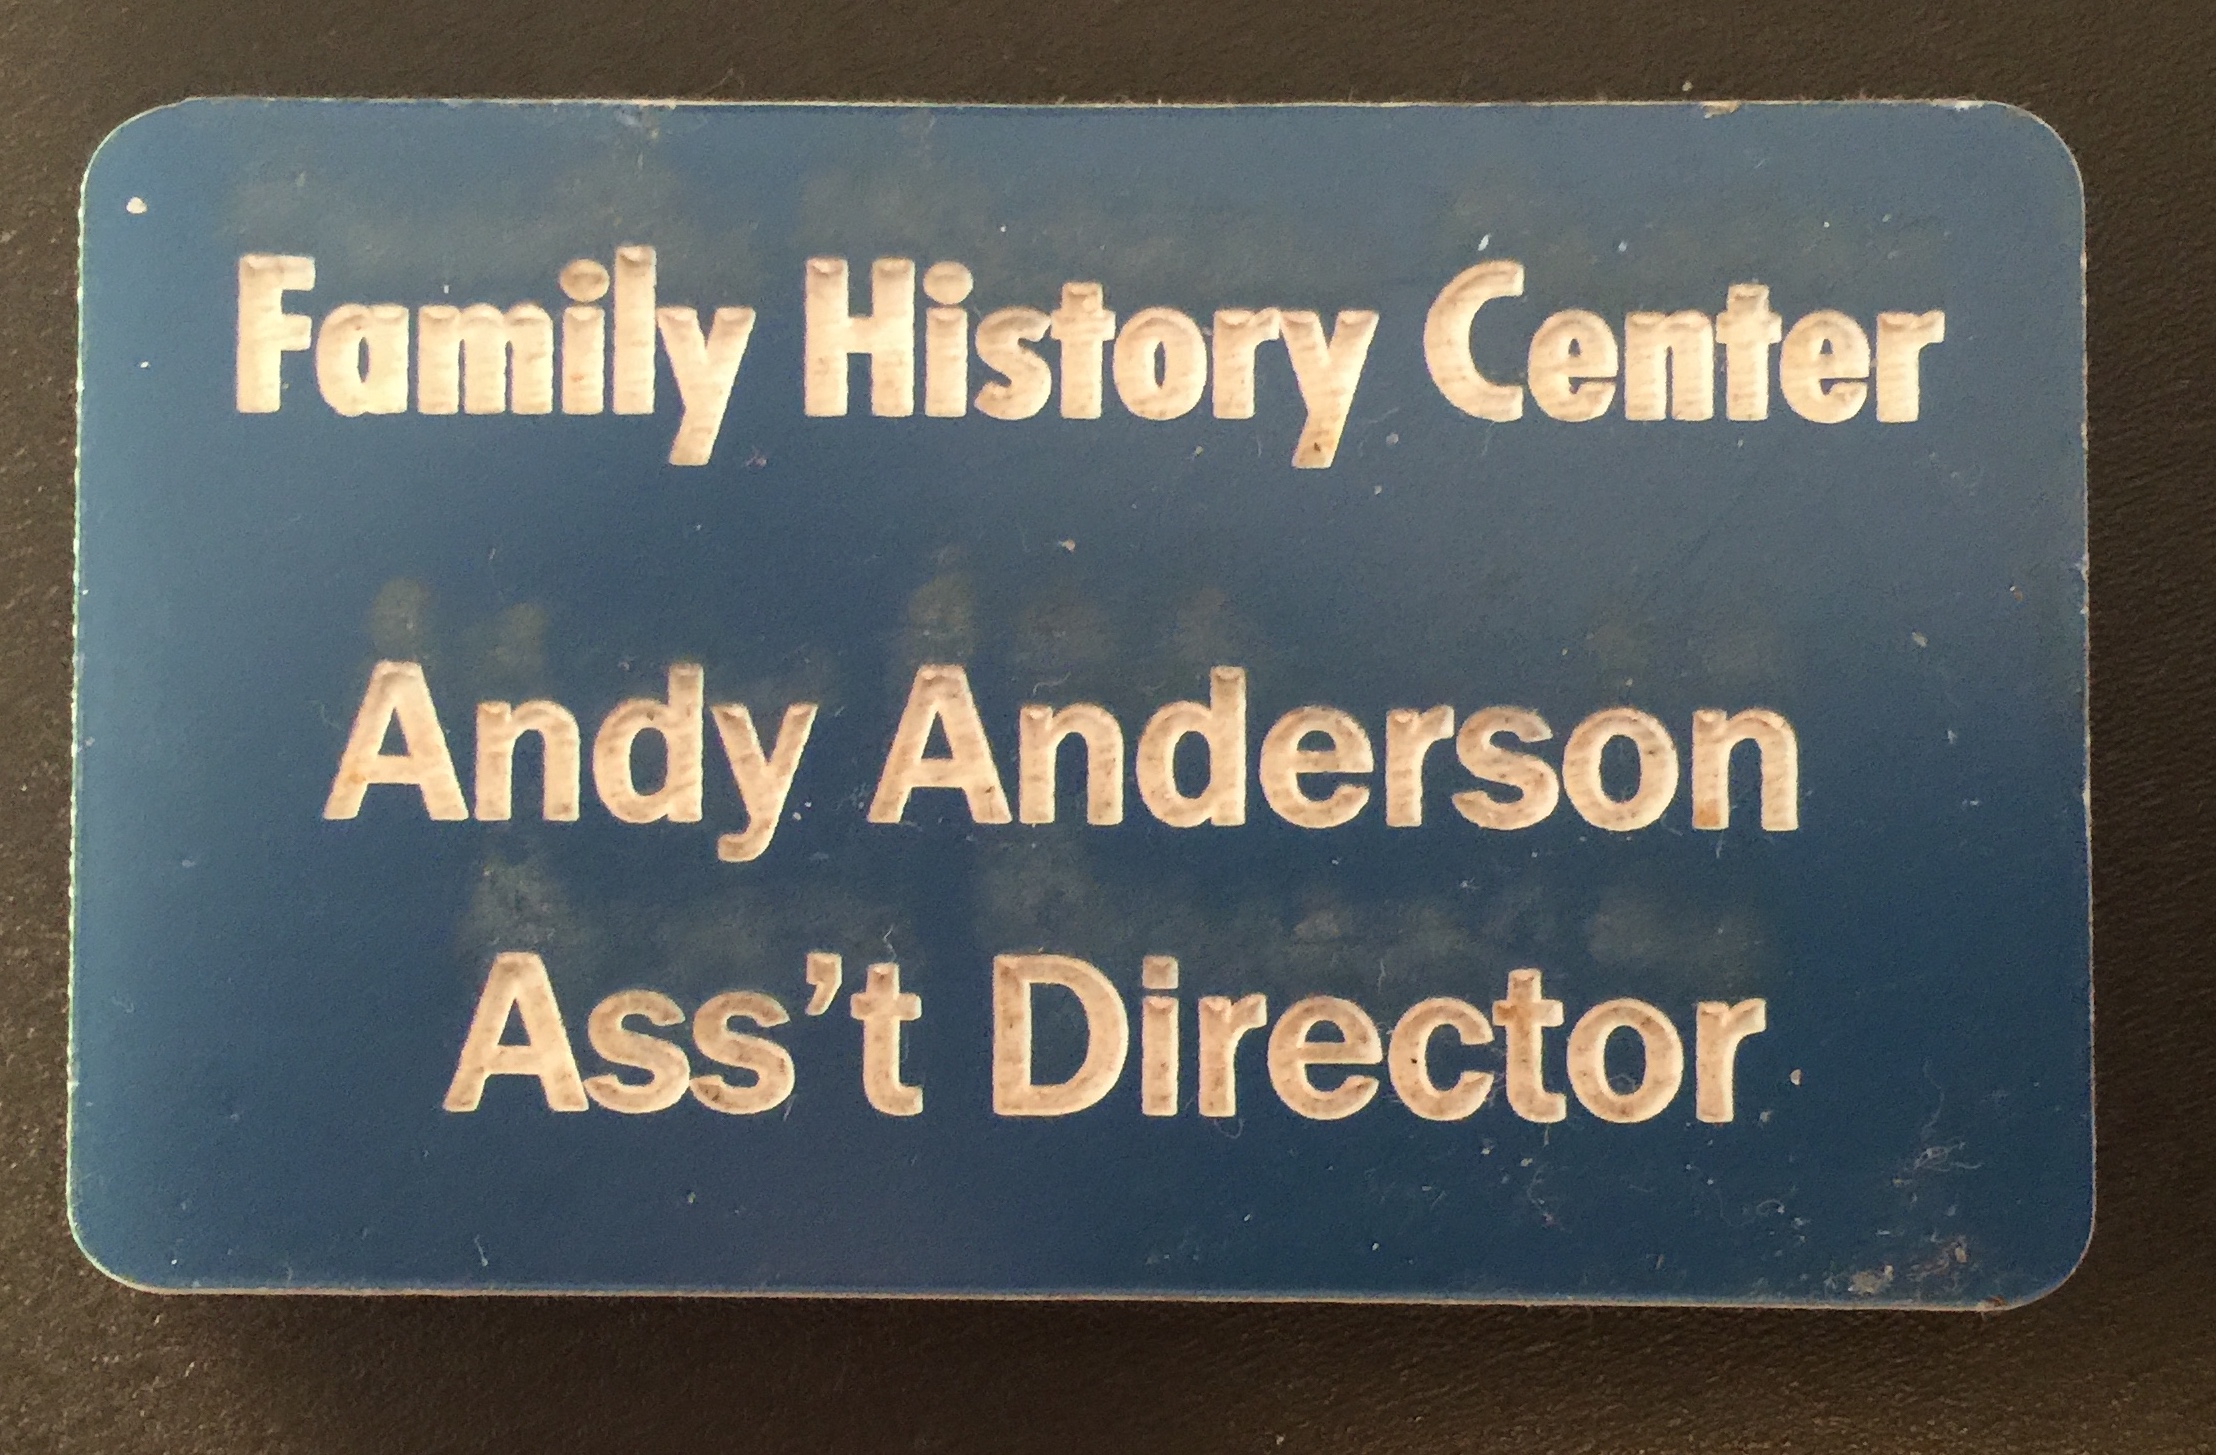 Family History Center
Andy Anderson
Ass’t Director